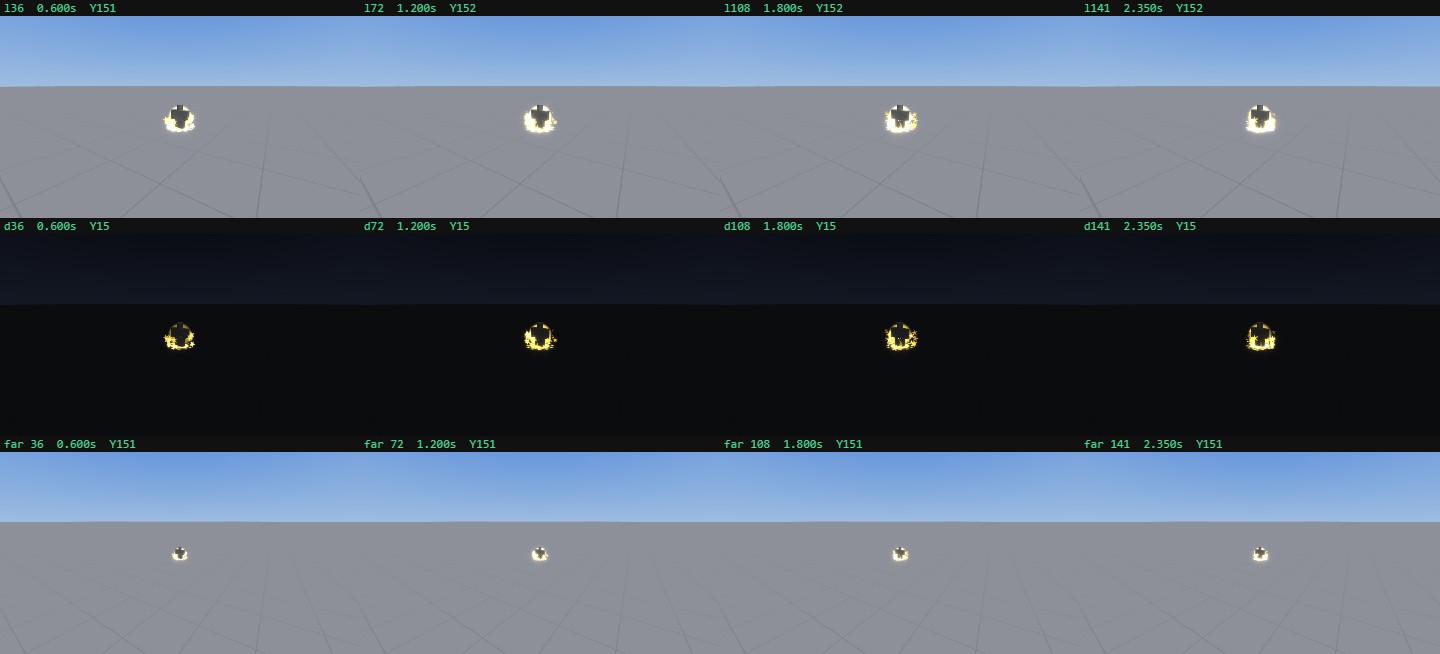 l36 0.600s Y151
l72 1.200s Y152
l108 1.800s Y152
l141 2.350s Y152
d36 0.600s Y15
d72 1.200s Y15
d108 1.800s Y15
d141 2.350s Y15
far 36 0.600s Y151
far 72 1.200s Y151
far 108 1.800s Y151
far 141 2.350s Y151